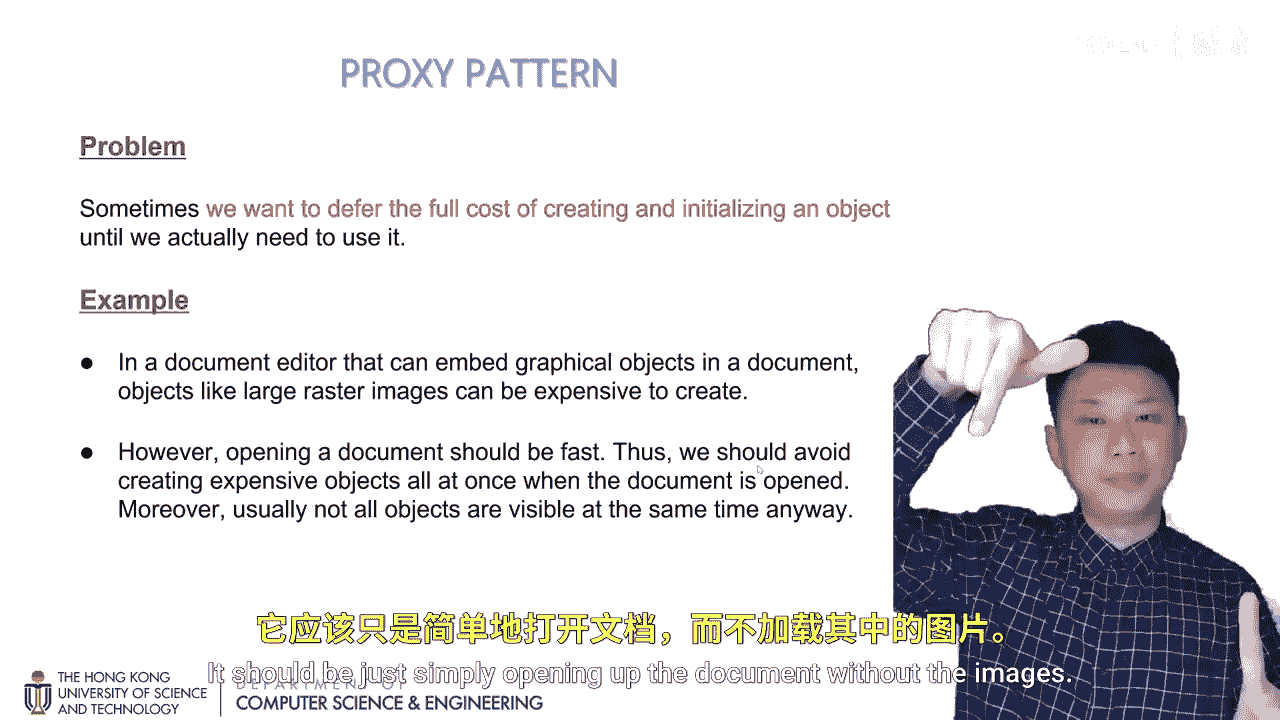 PROXY PATTERN
Problem
Sometimes we want to defer the full cost of creating and initializing an object
until we actually need to use it.
Example
● In a document editor that can embed graphical objects in a document,
objects like large raster images can be expensive to create.
● However, opening a document should be fast. Thus, we should avoid
creating expensive objects all at once when the document is opened.
Moreover, usually not all objects are visible at the same time anyway.
它应该只是简单地打开文档，而不加载其中的图片。
It should be just simply opening up the document without the images.
THE HONG KONG
UNIVERSITY OF SCIENCE
AND TECHNOLOGY
DEPARTMENT OF
COMPUTER SCIENCE & ENGINEERING